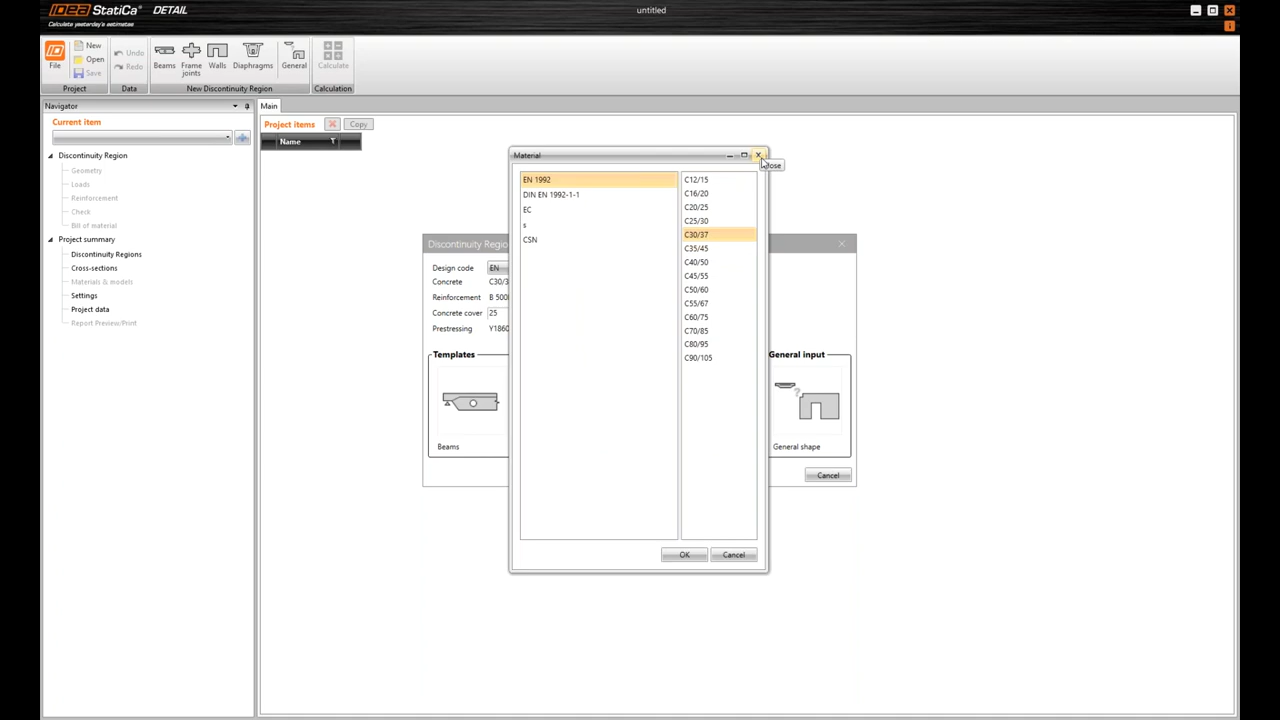 IDEA StatiCa® DETAIL
Calculate yesterday's estimates
untitled
File
New
Open
Save
Undo
Redo
Beams
Frame joints
Walls
Diaphragms
General
Calculate
Project
Data
New Discontinuity Region
Calculation
Navigator
Current item
Discontinuity Region
Geometry
Loads
Reinforcement
Check
Bill of material
Project summary
Discontinuity Regions
Cross-sections
Materials & models
Settings
Project data
Report Preview/Print
Main
Project items
Copy
Name
Material
ose
EN 1992
DIN EN 1992-1-1
EC
s
CSN
C12/15
C16/20
C20/25
C25/30
C30/37
C35/45
C40/50
C45/55
C50/60
C55/67
C60/75
C70/85
C80/95
C90/105
OK
Cancel
Discontinuity Regio
Design code EN
Concrete C30/3
Reinforcement B 500
Concrete cover 25
Prestressing Y1860
Templates
Beams
General input
?
General shape
Cancel